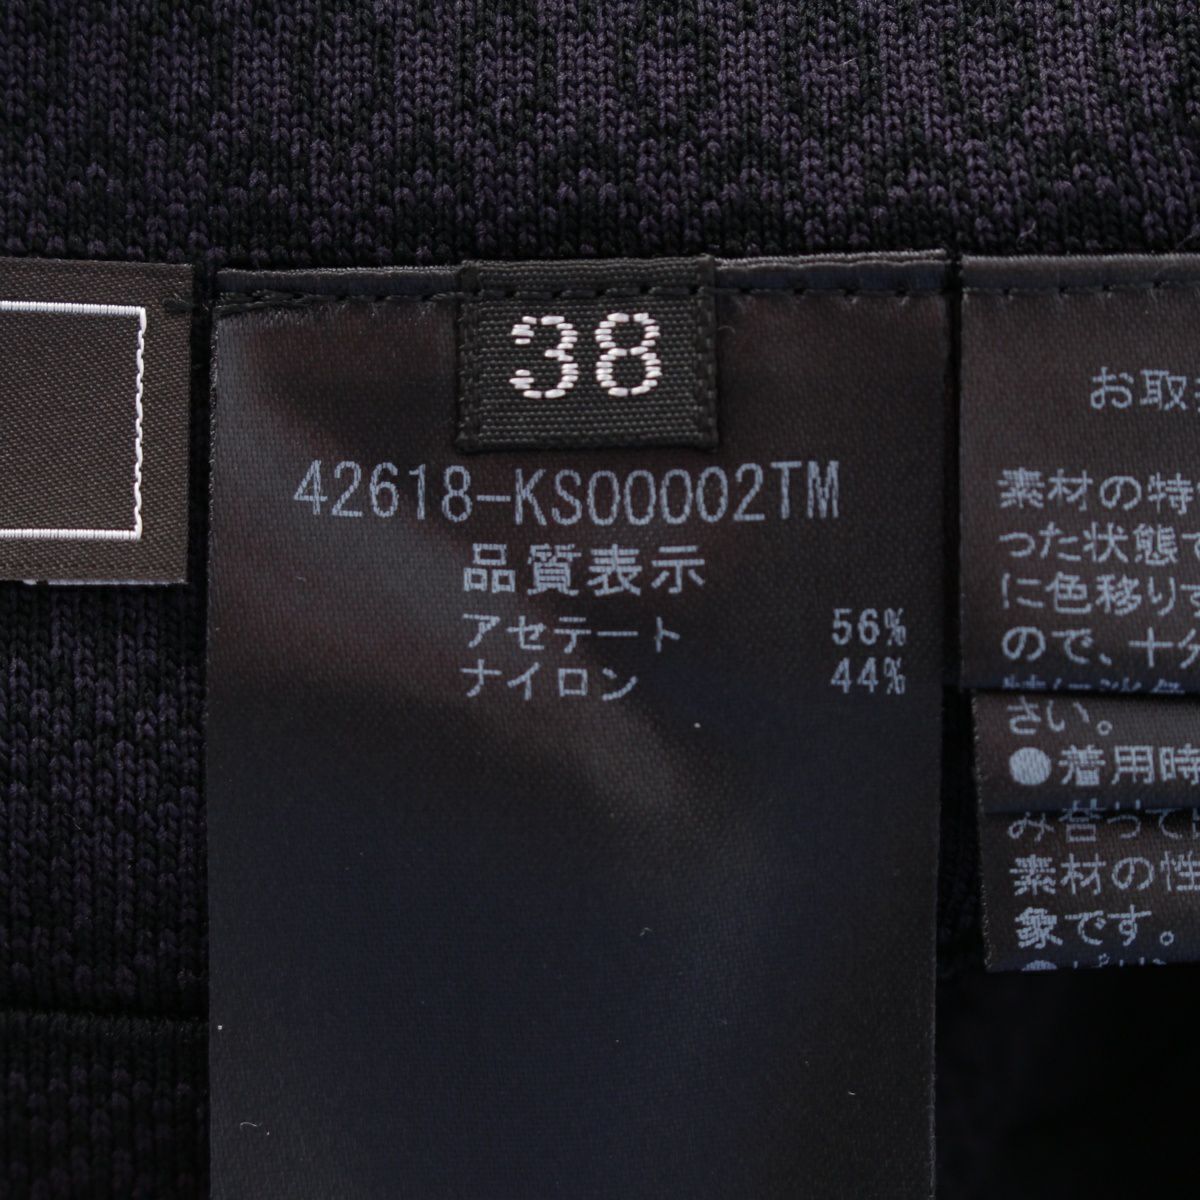 38
42618-KS00002TM
品質表示
アセテート 56%
ナイロン 44%
お取
素材の特
った状態で
に色移りす
ので、十分
さい。
●着用時
み合って
素材の性
象です。